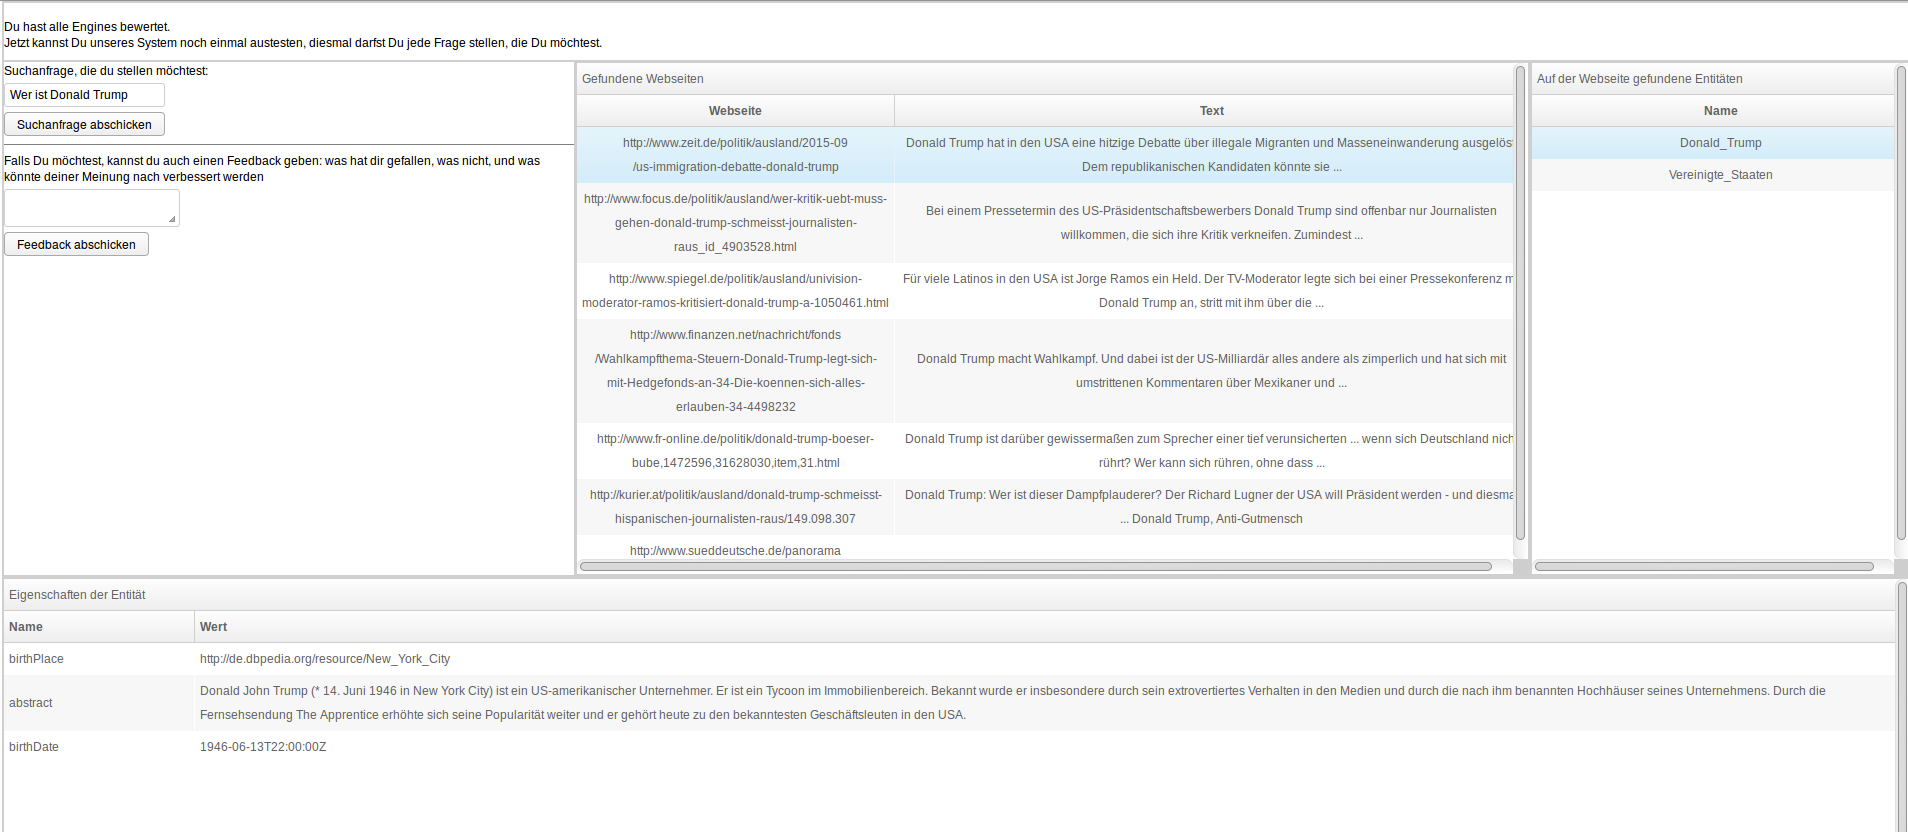 Du hast alle Engines bewertet.
Jetzt kannst Du unseres System noch einmal austesten, diesmal darfst Du jede Frage stellen, die Du möchtest.
Suchanfrage, die du stellen möchtest:
Wer ist Donald Trump
Suchanfrage abschicken
Falls Du möchtest, kannst du auch einen Feedback geben: was hat dir gefallen, was nicht, und was
könnte deiner Meinung nach verbessert werden
Feedback abschicken
Gefundene Webseiten
Webseite
Text
http://www.zeit.de/politik/ausland/2015-09
/us-immigration-debatte-donald-trump
Donald Trump hat in den USA eine hitzige Debatte über illegale Migranten und Masseneinwanderung ausgelöst
Dem republikanischen Kandidaten könnte sie ...
http://www.focus.de/politik/ausland/wer-kritik-uebt-muss-
gehen-donald-trump-schmeisst-journalisten-
raus_id_4903528.html
Bei einem Pressetermin des US-Präsidentschaftsbewerbers Donald Trump sind offenbar nur Journalisten
willkommen, die sich ihre Kritik verkneifen. Zumindest ...
http://www.spiegel.de/politik/ausland/univision-
moderator-ramos-kritisiert-donald-trump-a-1050461.html
Für viele Latinos in den USA ist Jorge Ramos ein Held. Der TV-Moderator legte sich bei einer Pressekonferenz m
Donald Trump an, stritt mit ihm über die ...
http://www.finanzen.net/nachricht/fonds
/Wahlkampfthema-Steuern-Donald-Trump-legt-sich-
mit-Hedgefonds-an-34-Die-koennen-sich-alles-
erlauben-34-4498232
Donald Trump macht Wahlkampf. Und dabei ist der US-Milliardär alles andere als zimperlich und hat sich mit
umstrittenen Kommentaren über Mexikaner und ...
http://www.fr-online.de/politik/donald-trump-boeser-
bube,1472596,31628030,item,31.html
Donald Trump ist darüber gewissermaßen zum Sprecher einer tief verunsicherten ... wenn sich Deutschland nich
rührt? Wer kann sich rühren, ohne dass ...
http://kurier.at/politik/ausland/donald-trump-schmeisst-
hispanischen-journalisten-raus/149.098.307
Donald Trump: Wer ist dieser Dampfplauderer? Der Richard Lugner der USA will Präsident werden - und diesma
... Donald Trump, Anti-Gutmensch
http://www.sueddeutsche.de/panorama
Auf der Webseite gefundene Entitäten
Name
Donald_Trump
Vereinigte_Staaten
Eigenschaften der Entität
Name
Wert
birthPlace
http://de.dbpedia.org/resource/New_York_City
abstract
Donald John Trump (* 14. Juni 1946 in New York City) ist ein US-amerikanischer Unternehmer. Er ist ein Tycoon im Immobilienbereich. Bekannt wurde er insbesondere durch sein extrovertiertes Verhalten in den Medien und durch die nach ihm benannten Hochhäuser seines Unternehmens. Durch die
Fernsehsendung The Apprentice erhöhte sich seine Popularität weiter und er gehört heute zu den bekanntesten Geschäftsleuten in den USA.
birthDate
1946-06-13T22:00:00Z